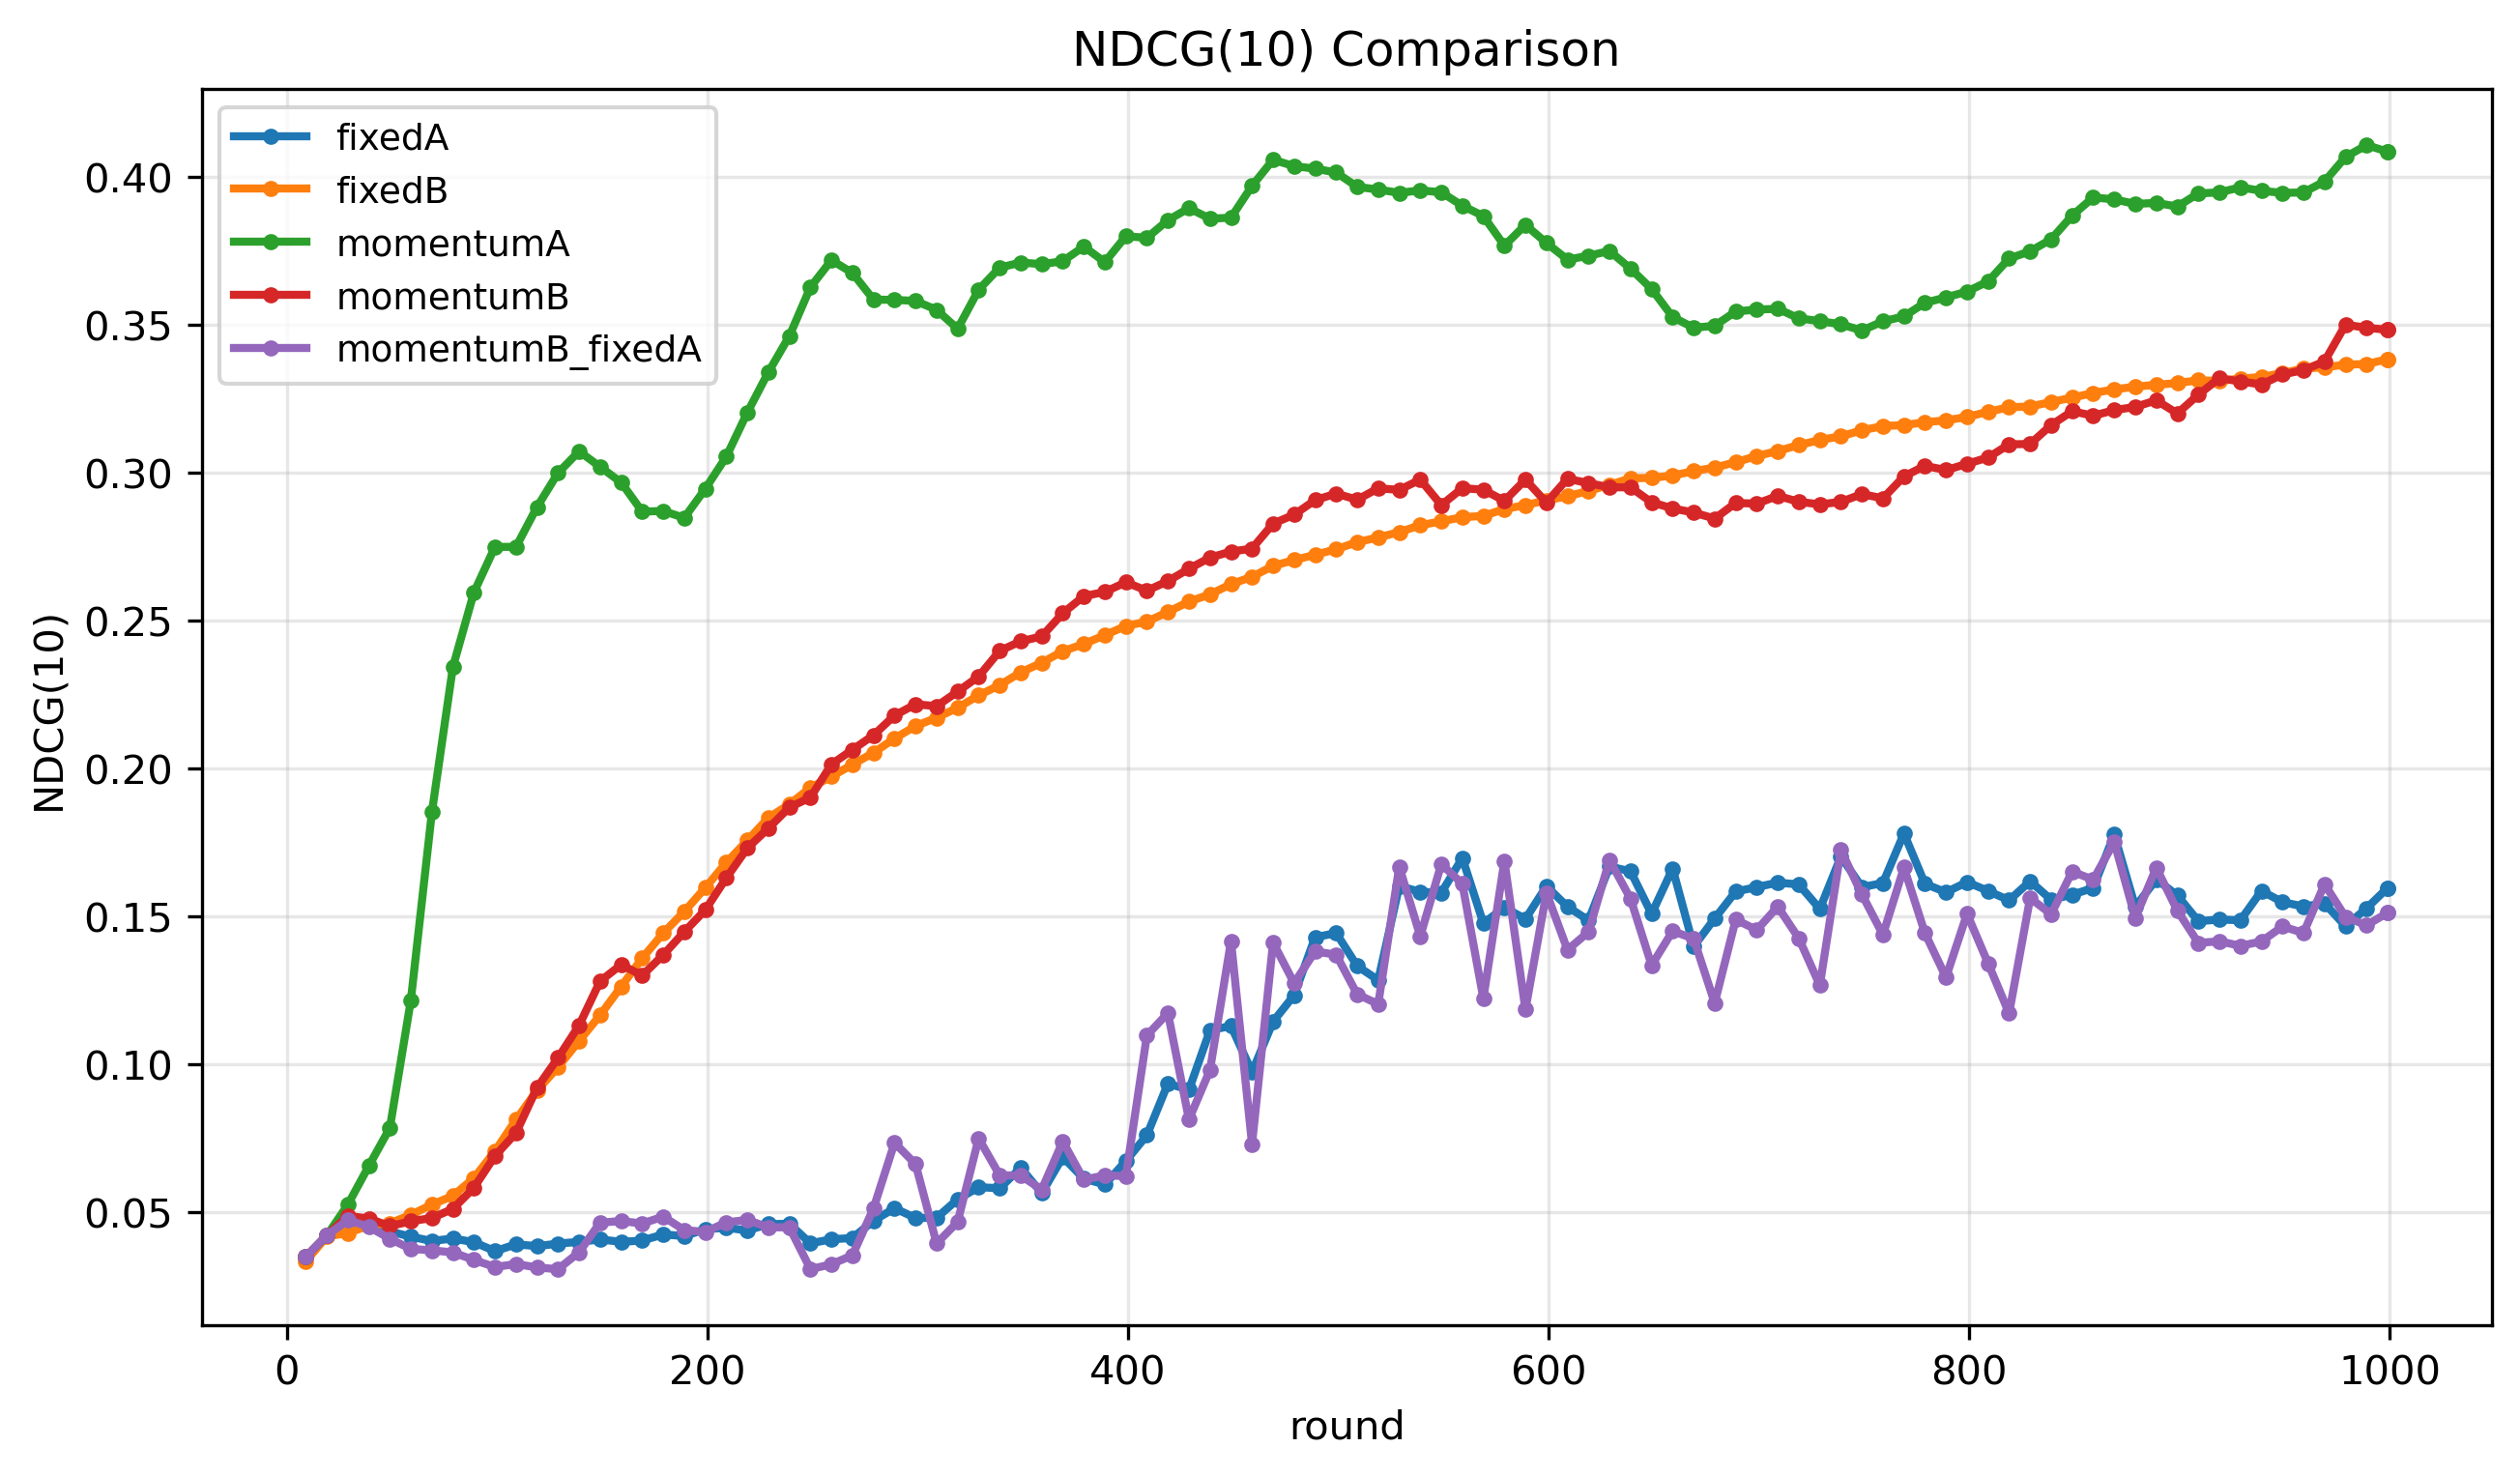 NDCG(10) Comparison
fixedA
fixedB
momentumA
momentumB
momentumB_fixedA
NDCG(10)
0.40
0.35
0.30
0.25
0.20
0.15
0.10
0.05
0 200 400 600 800 1000
round